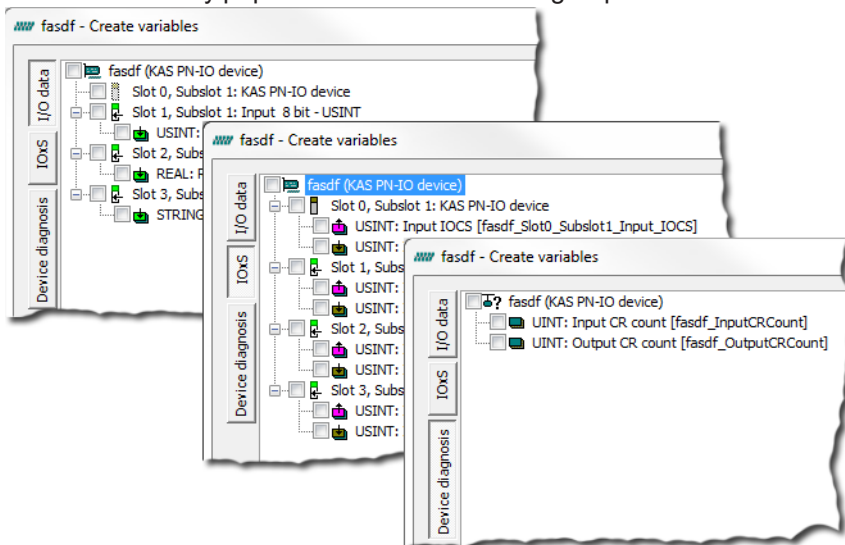 fasdf - Create variables
I/O data
IOxS
Device diagnosis
fasdf (KAS PN-IO device)
Slot 0, Subslot 1: KAS PN-IO device
Slot 1, Subslot 1: Input 8 bit - USINT
USINT:
Slot 2, Subs
REAL:
Slot 3, Subs
STRING
fasdf - Create variables
I/O data
IOxS
Device diagnosis
fasdf (KAS PN-IO device)
Slot 0, Subslot 1: KAS PN-IO device
USINT: Input IOCS [fasdf_Slot0_Subslot1_Input_IOCS]
USINT:
Slot 1, Subs
USINT:
USINT:
Slot 2, Subs
USINT:
USINT:
Slot 3, Subs
USINT:
USINT:
fasdf - Create variables
I/O data
IOxS
Device diagnosis
fasdf (KAS PN-IO device)
UINT: Input CR count [fasdf_InputCRCount]
UINT: Output CR count [fasdf_OutputCRCount]